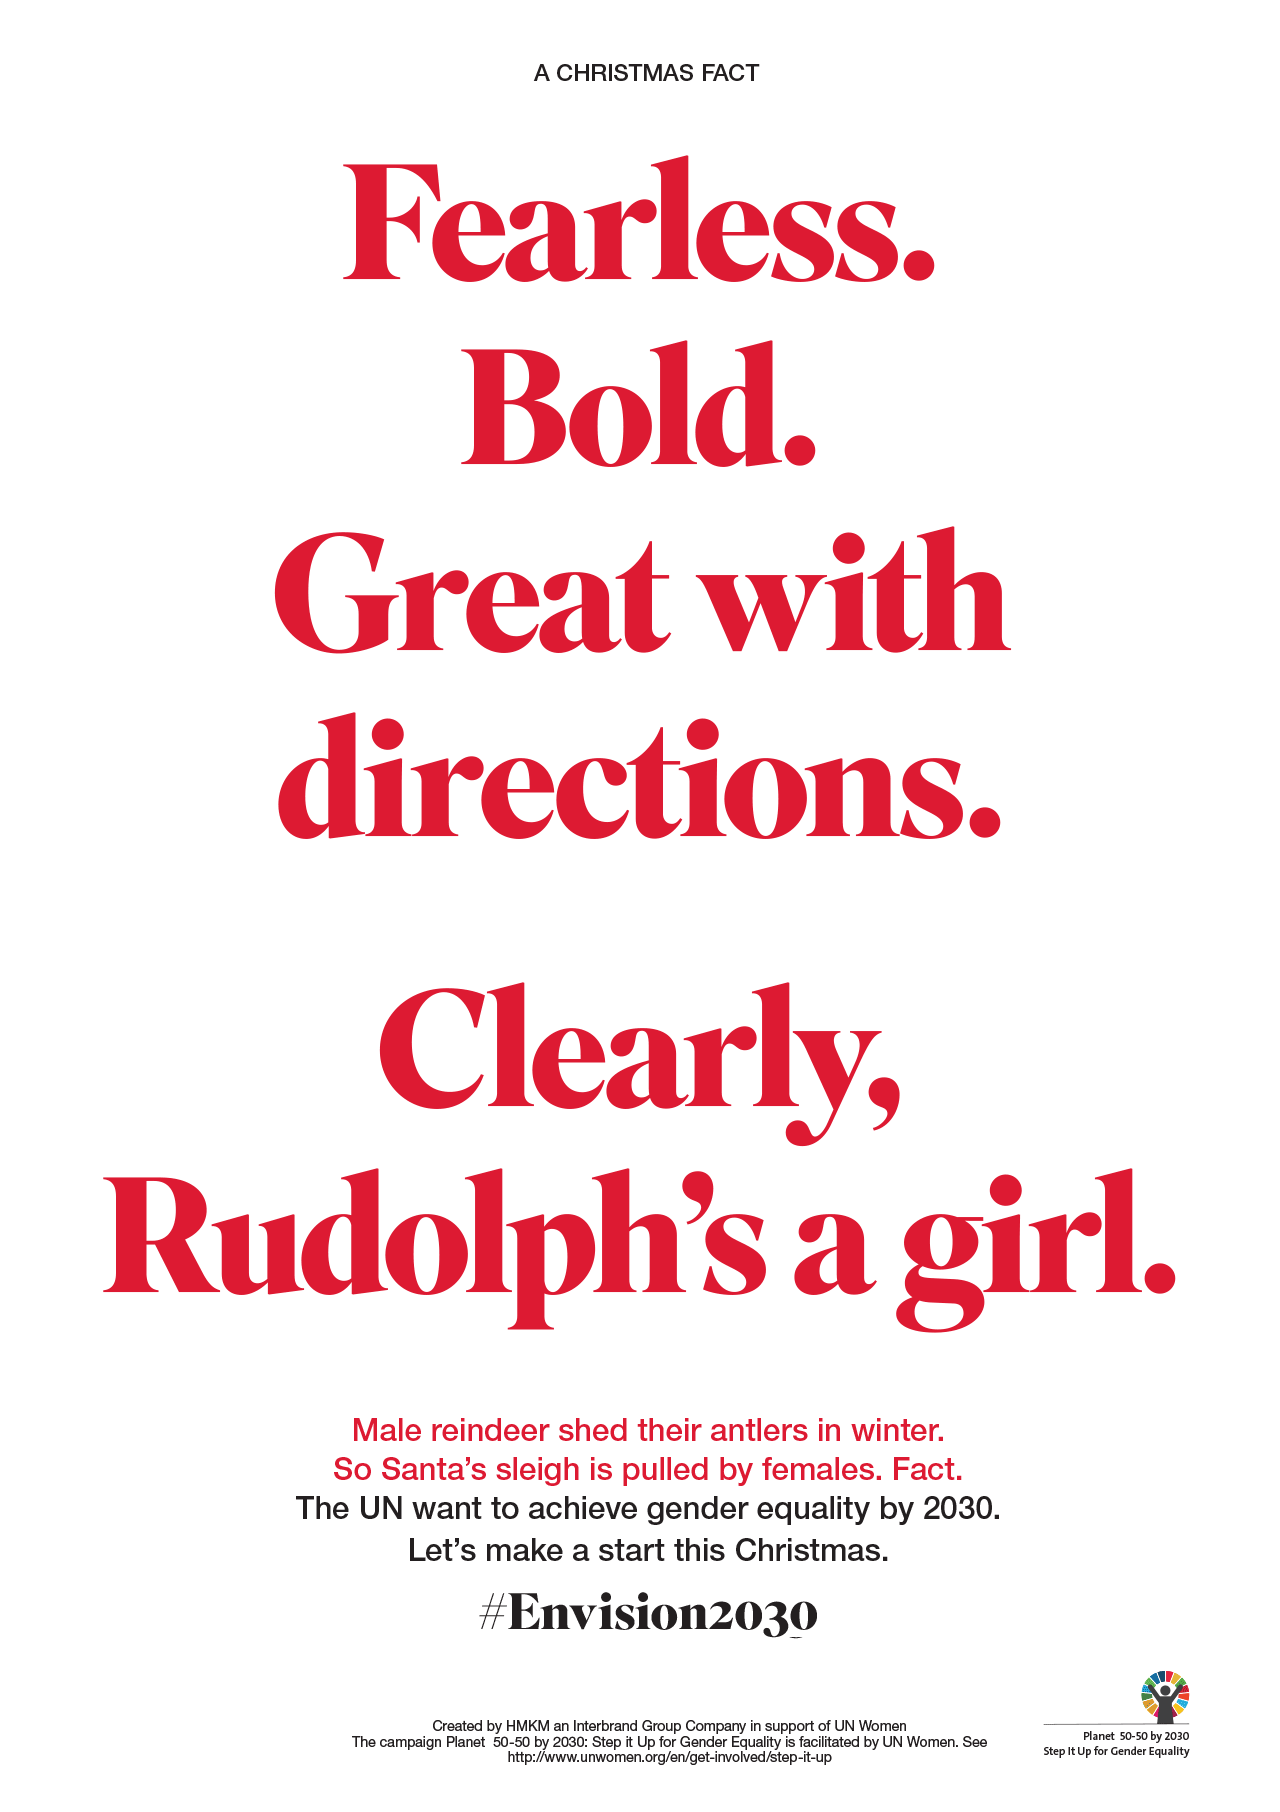 A CHRISTMAS FACT
Fearless.
Bold.
Great with
directions.
Clearly,
Rudolph’s a girl.
Male reindeer shed their antlers in winter.
So Santa’s sleigh is pulled by females. Fact.
The UN want to achieve gender equality by 2030.
Let’s make a start this Christmas.
#Envision2030
Created by HMKM an Interbrand Group Company in support of UN Women
The campaign Planet  50-50 by 2030: Step it Up for Gender Equality is facilitated by UN Women. See
http://www.unwomen.org/en/get-involved/step-it-up
Planet  50-50 by 2030
Step It Up for Gender Equality